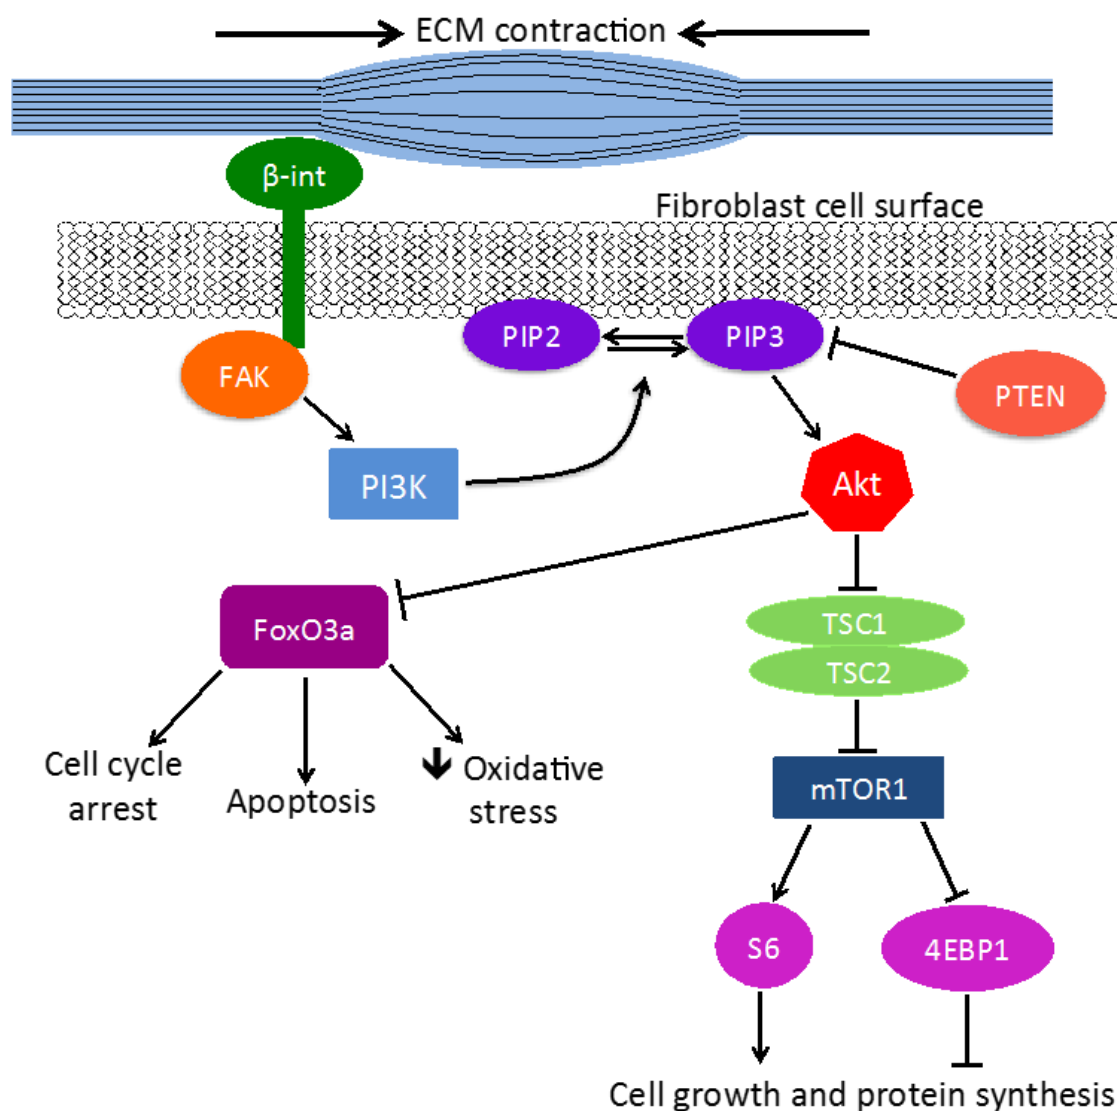 ECM contraction
β-int
Fibroblast cell surface
PIP2
PIP3
FAK
PTEN
PI3K
Akt
FoxO3a
TSC1
TSC2
Cell cycle
arrest
Apoptosis
Oxidative
stress
mTOR1
S6
4EBP1
Cell growth and protein synthesis